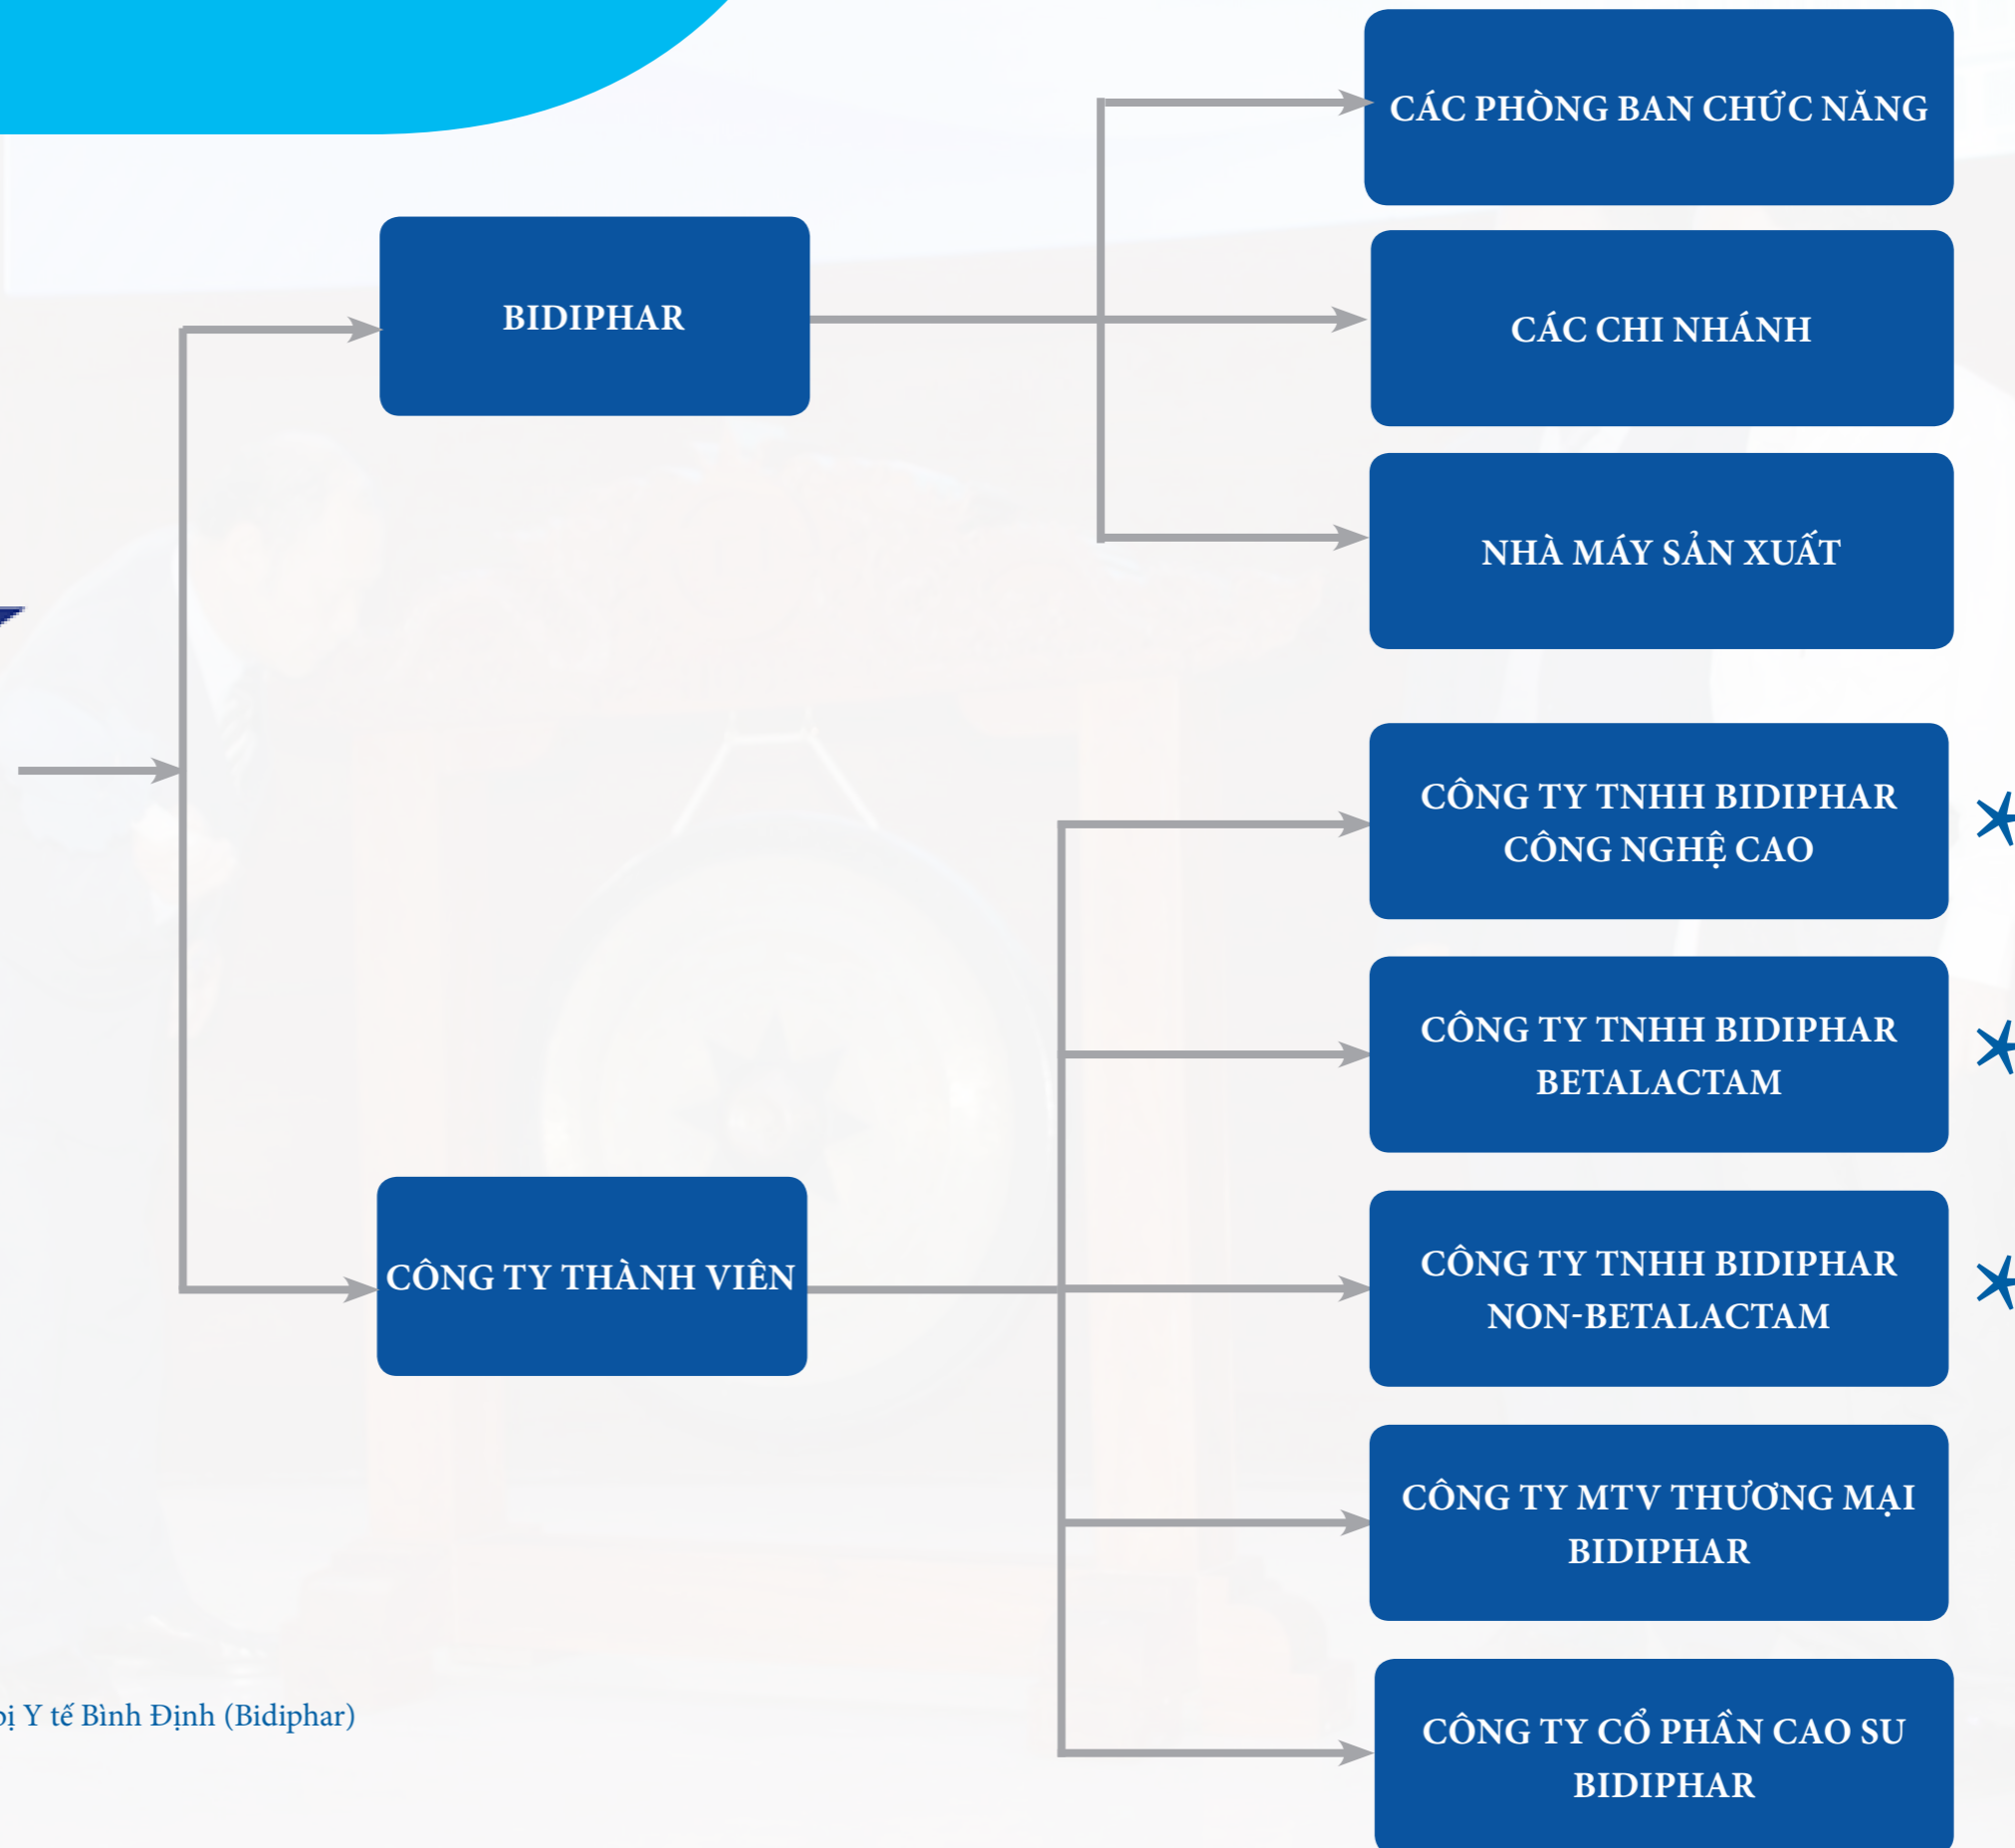 CÁC PHÒNG BAN CHỨC NĂNG
BIDIPHAR
CÁC CHI NHÁNH
NHÀ MÁY SẢN XUẤT
CÔNG TY TNHH BIDIPHAR
CÔNG NGHỆ CAO
CÔNG TY TNHH BIDIPHAR
BETALACTAM
CÔNG TY THÀNH VIÊN
CÔNG TY TNHH BIDIPHAR
NON-BETALACTAM
CÔNG TY MTV THƯƠNG MẠI
BIDIPHAR
CÔNG TY CỔ PHẦN CAO SU
BIDIPHAR
bị Y tế Bình Định (Bidiphar)